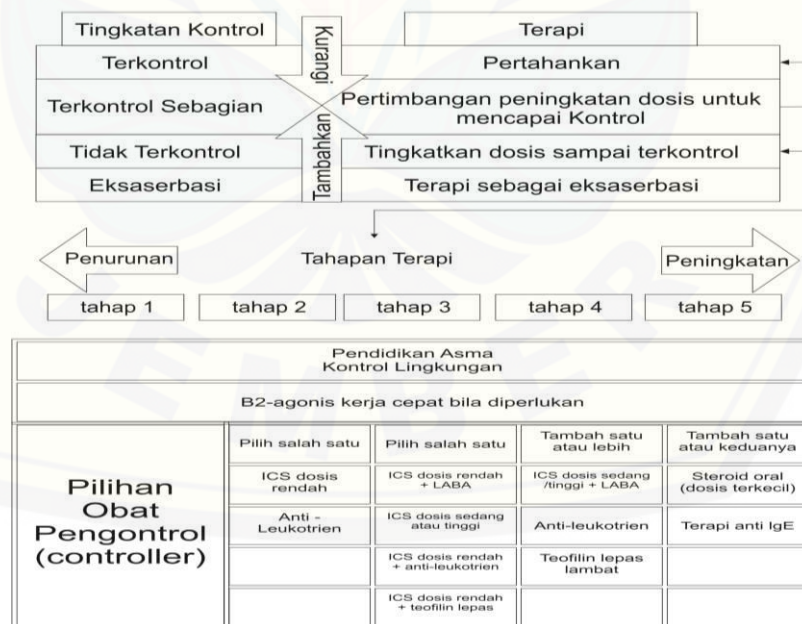 Tingkatan Kontrol
Kurangi
Terapi
Terkontrol
Pertahankan
Terkontrol Sebagian
Pertimbangan peningkatan dosis untuk
mencapai Kontrol
Tambahkan
Tidak Terkontrol
Tingkatkan dosis sampai terkontrol
Eksaserbasi
Terapi sebagai eksaserbasi
Penurunan
Tahapan Terapi
Peningkatan
tahap 1
tahap 2
tahap 3
tahap 4
tahap 5
Pendidikan Asma
Kontrol Lingkungan
B2-agonis kerja cepat bila diperlukan
Pilihan
Obat
Pengontrol
(controller)
Pilih salah satu
Pilih salah satu
Tambah satu
atau lebih
Tambah satu
atau keduanya
ICS dosis
rendah
ICS dosis rendah
+ LABA
ICS dosis sedang
/tinggi + LABA
Steroid oral
(dosis terkecil)
Anti -
Leukotrien
ICS dosis sedang
atau tinggi
Anti-leukotrien
Terapi anti IgE
ICS dosis rendah
+ anti-leukotrien
Teofilin lepas
lambat
ICS dosis rendah
+ teofilin lepas
SEMBER